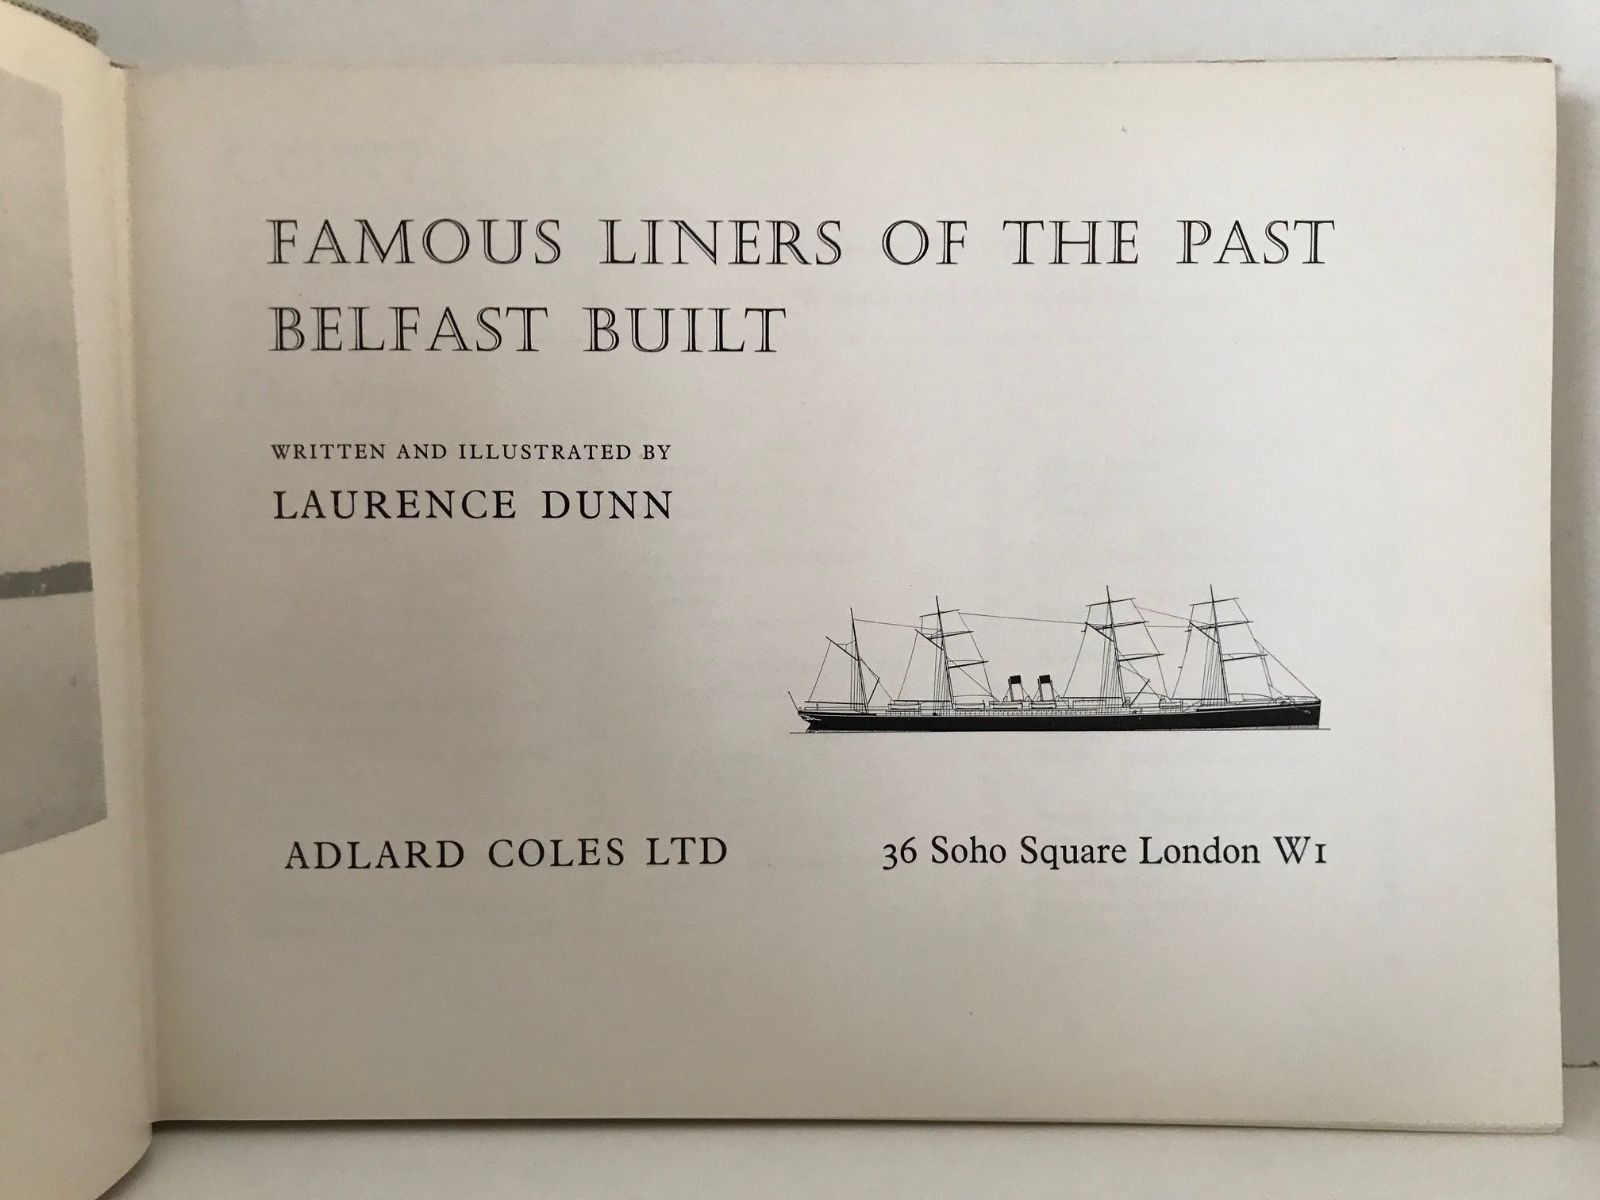 FAMOUS LINERS OF THE PAST
BELFAST BUILT
WRITTEN AND ILLUSTRATED BY
LAURENCE DUNN
ADLARD COLES LTD 36 Soho Square London W1